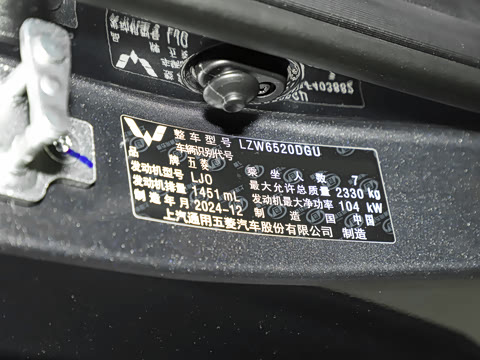 整车型号 LZW6520DGU
车辆识别代号
品 牌 五菱 乘坐人数 7
发动机型号 LJO 最大允许总质量 2330 kg
发动机排量 1451 mL 发动机最大净功率 104 kW
制造年月 2024-12 制造国 中国
上汽通用五菱汽车股份有限公司 制造